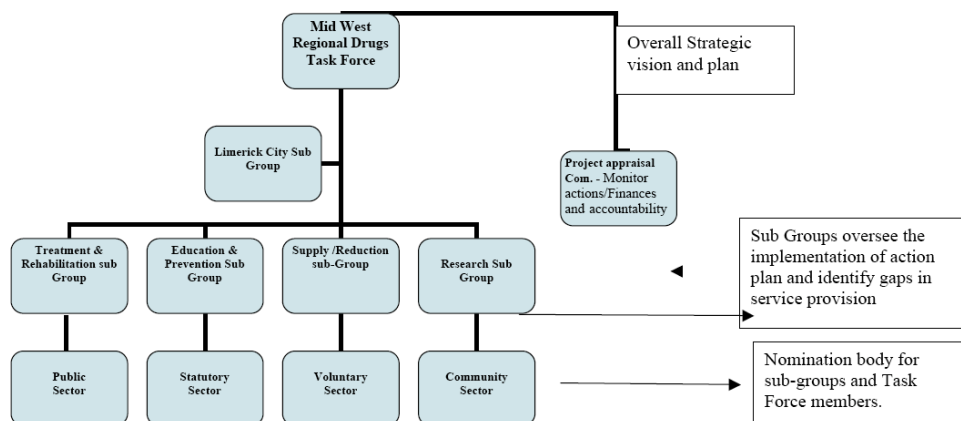 Mid West
Regional Drugs
Task Force
Overall Strategic
vision and plan
Limerick City Sub
Group
Project appraisal
Com. - Monitor
actions/Finances
and accountability
Treatment &
Rehabilitation sub
Group
Education &
Prevention Sub
Group
Supply /Reduction
sub-Group
Research Sub
Group
Sub Groups oversee the
implementation of action
plan and identify gaps in
service provision
Public
Sector
Statutory
Sector
Voluntary
Sector
Community
Sector
Nomination body for
sub-groups and Task
Force members.